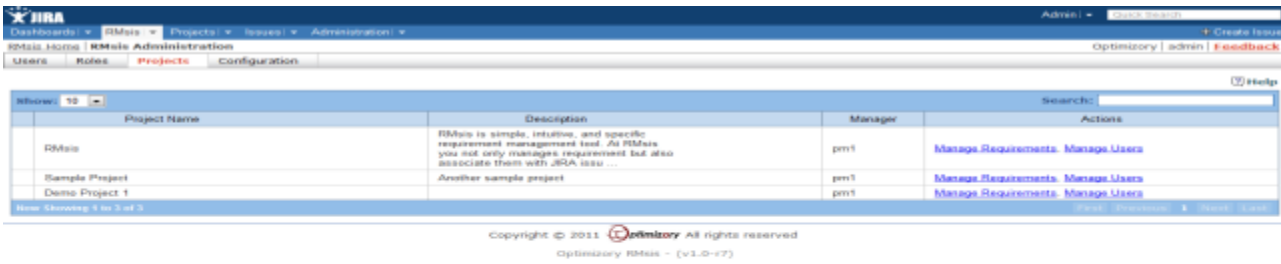 JIRA Admin Quick Search
Dashboards RMsis Projects Issues Administration + Create Issue
RMsis Home RMsis Administration Optimizory admin Feedback
Users Roles Projects Configuration
Help
Show: 10 Search:
Project Name Description Manager Actions
RMsis is simple, intuitive, and specific
requirement management tool. At RMsis
RMsis pm1 Manage Requirements, Manage Users
you not only manages requirement but also
associate them with JIRA issu ...
Sample Project Another sample project pm1 Manage Requirements, Manage Users
Demo Project 1 pm1 Manage Requirements, Manage Users
Now Showing 1 to 3 of 3 First Previous 1 Next Last
Copyright © 2011 Optimizory All rights reserved
Optimizory RMsis - (v1.0-r7)